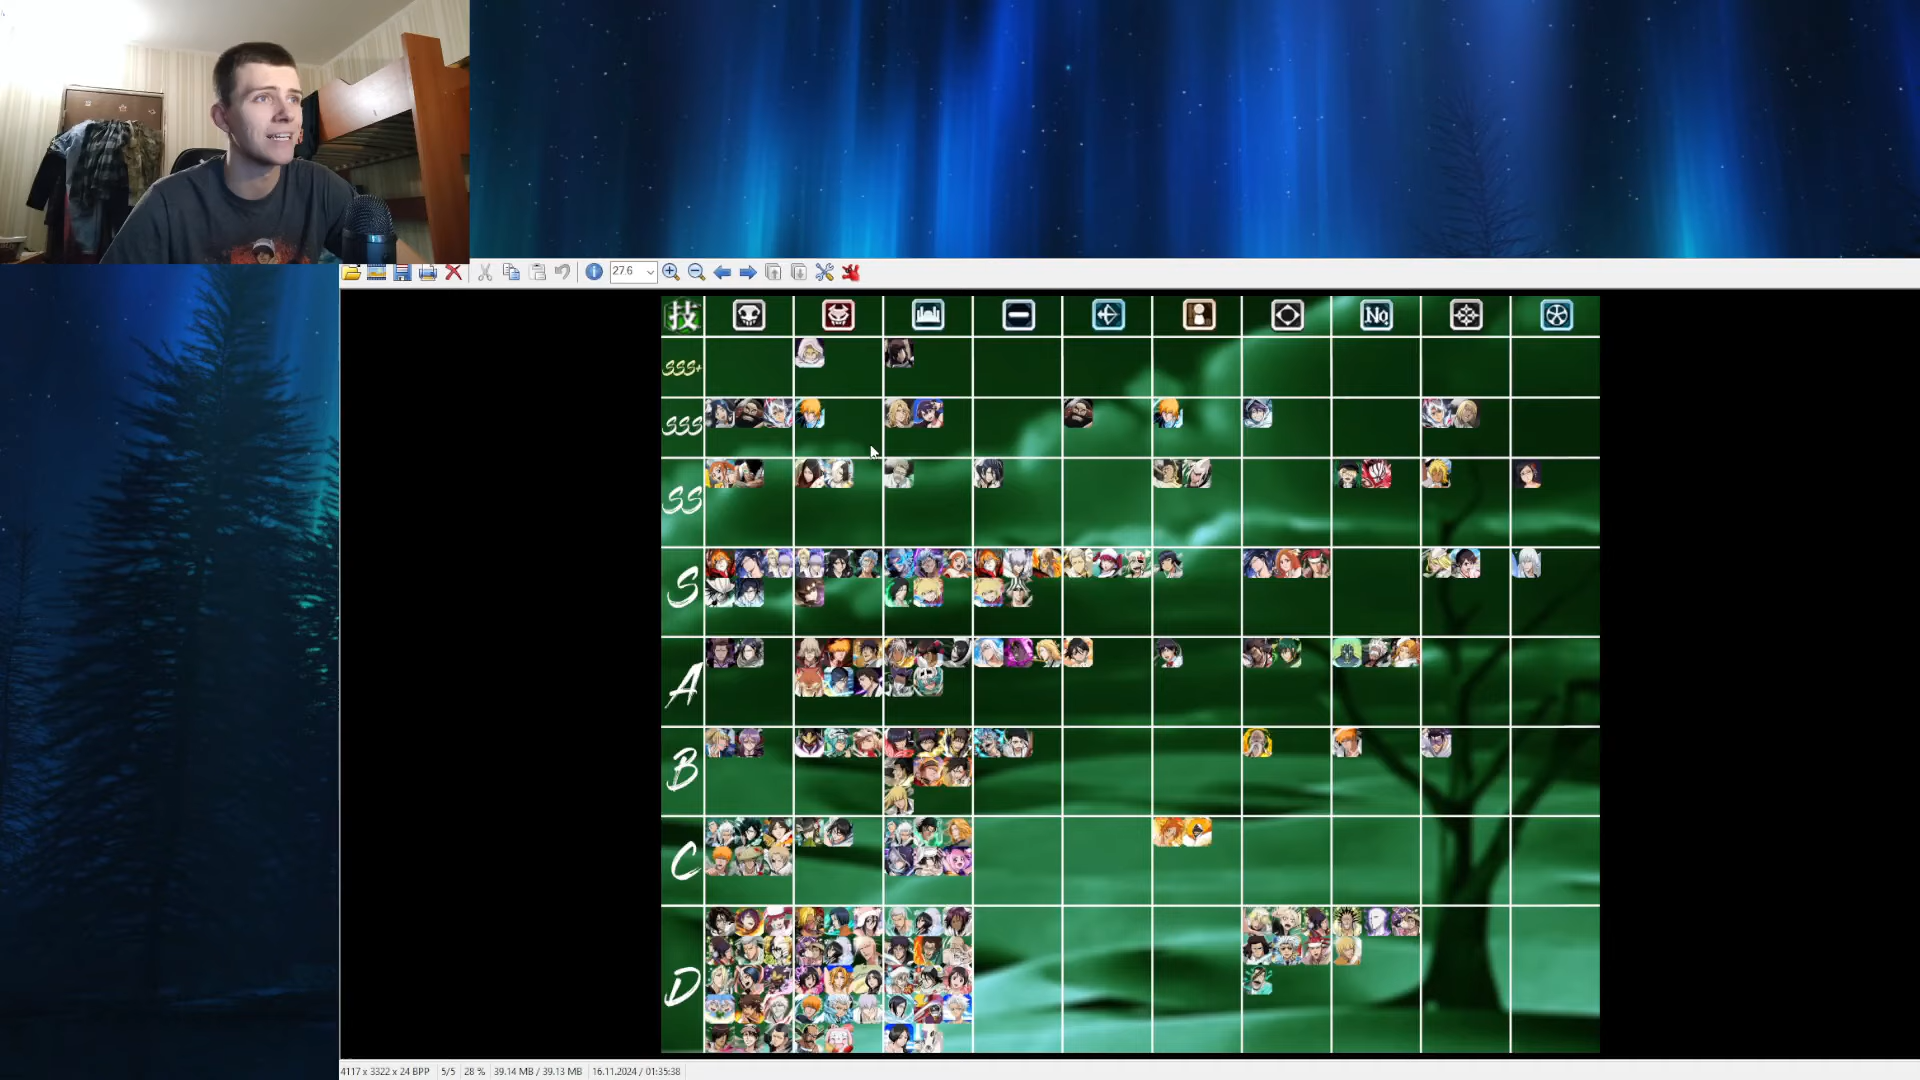 27.6
技 No
SSS+
SSS
SS
S
A
B
C
D
4117 x 3322 x 24 BPP 5/5 28 % 39.14 MB / 39.13 MB 16.11.2024 / 01:35:38